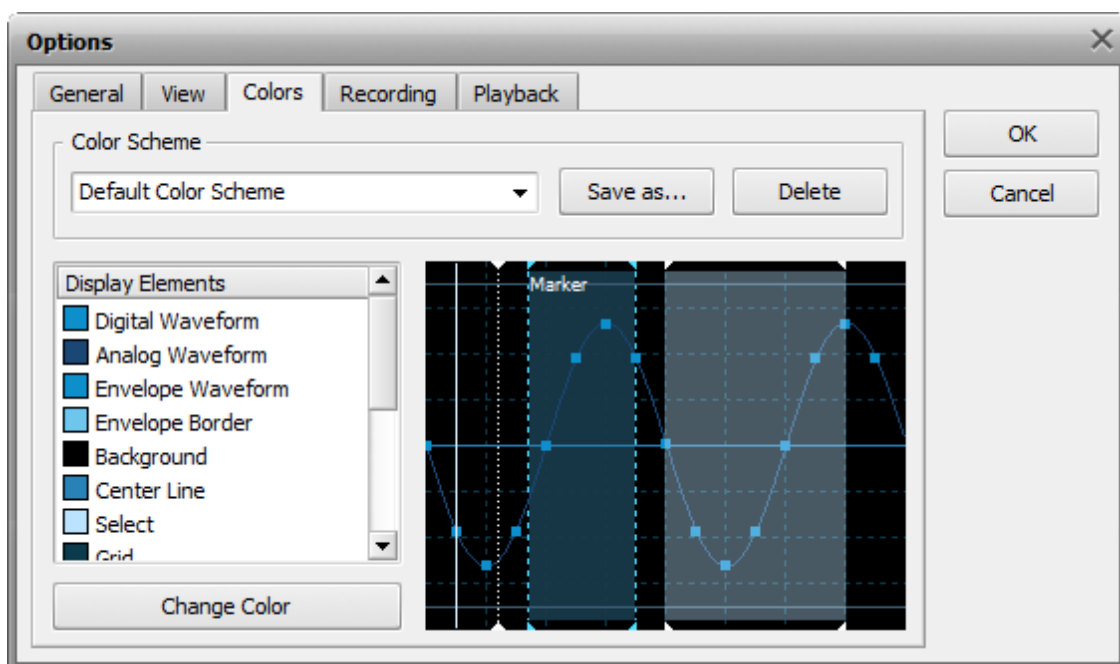 Options
General View Colors Recording Playback
Color Scheme
OK
Default Color Scheme Save as... Delete
Cancel
Display Elements
Digital Waveform
Analog Waveform
Envelope Waveform
Envelope Border
Background
Center Line
Select
Grid
Marker
Change Color